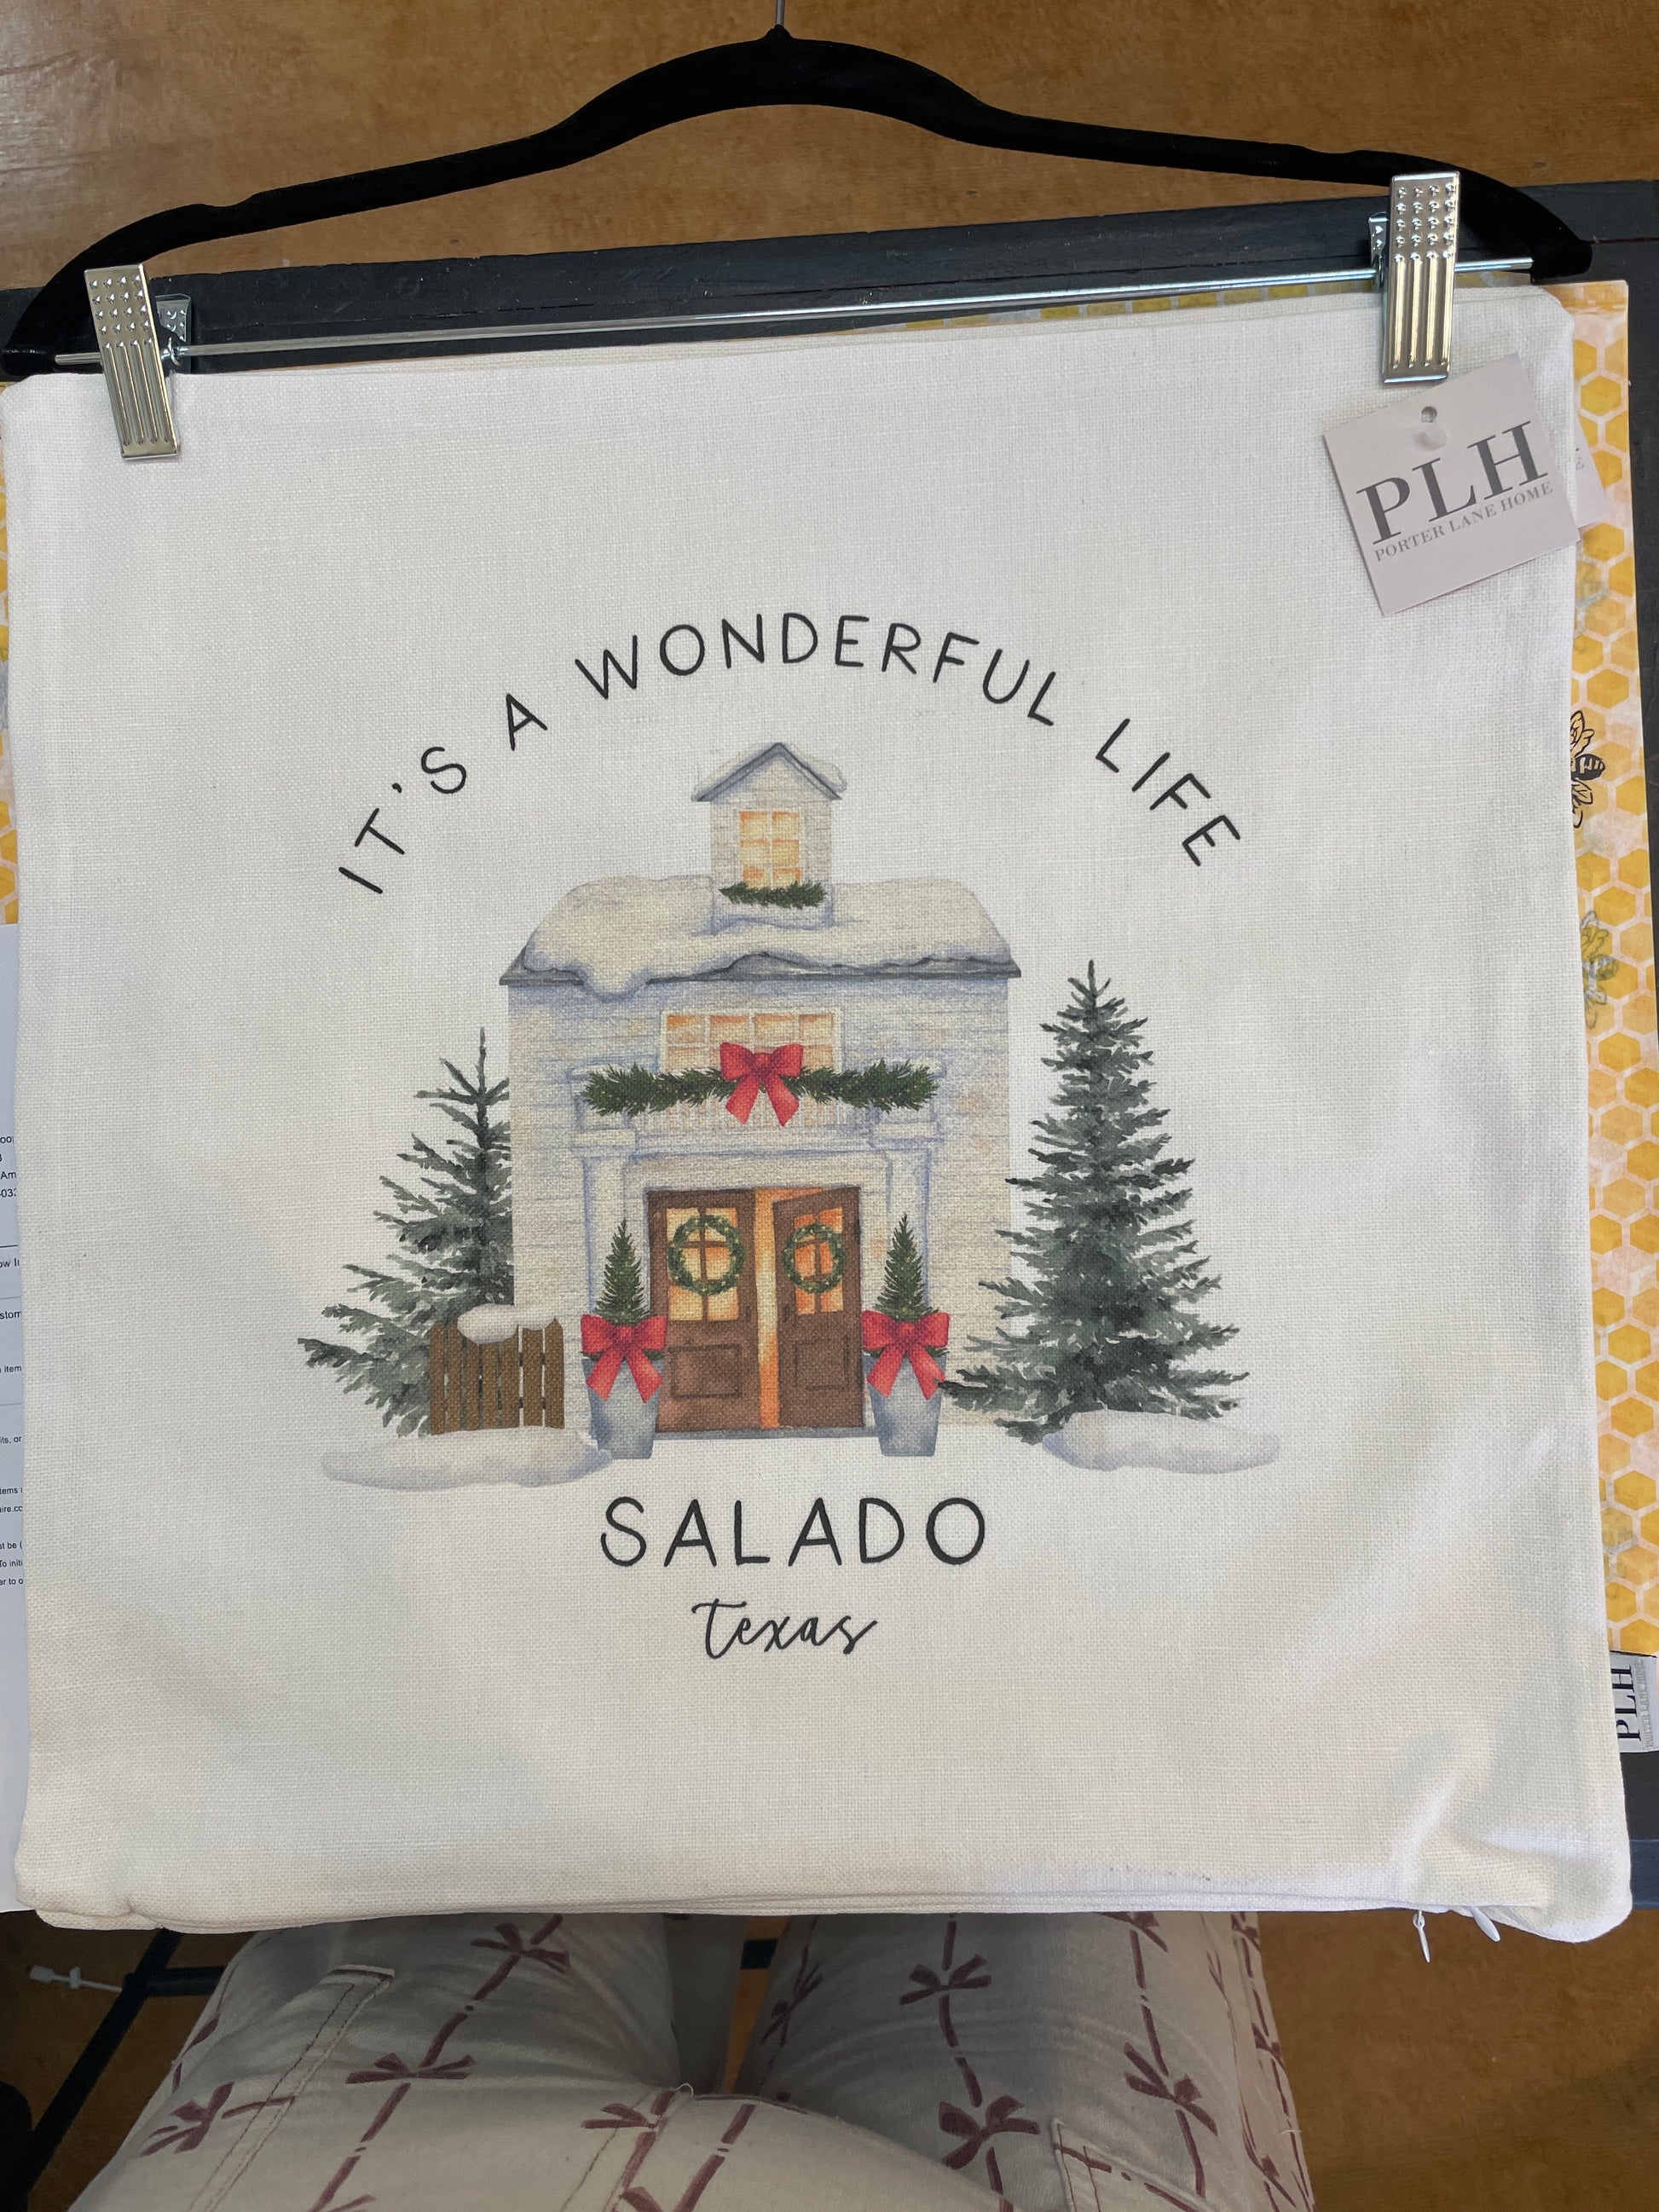 PLH
PORTER LANE HOME
IT'S A WONDERFUL LIFE
SALADO
Texas
PLH